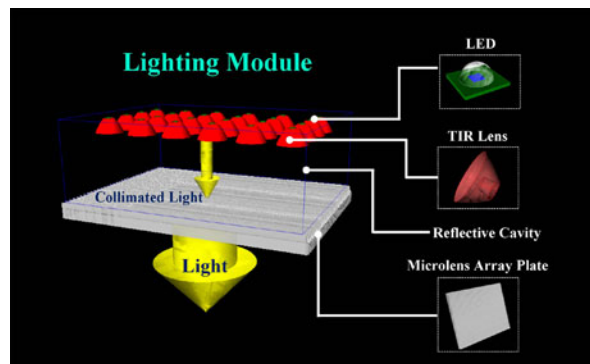 Lighting Module
LED
TIR Lens
Collimated Light
Reflective Cavity
Light
Microlens Array Plate